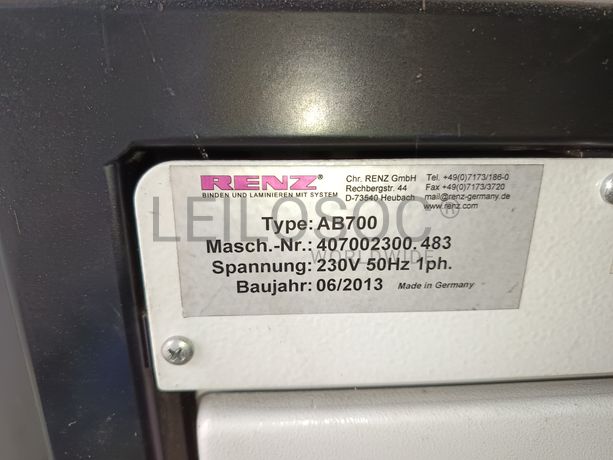 RENZ®
BINDEN UND LAMINIEREN MIT SYSTEM
Chr. RENZ GmbH
Rechbergstr. 44
D-73540 Heubach
Tel. +49(0)7173/186-0
Fax +49(0)7173/3720
mail@renz-germany.de
www.renz.com
LEILOSOC®
WORLDWIDE
Type: AB700
Masch.-Nr.: 407002300.483
Spannung: 230V 50Hz 1ph.
Baujahr: 06/2013 Made in Germany